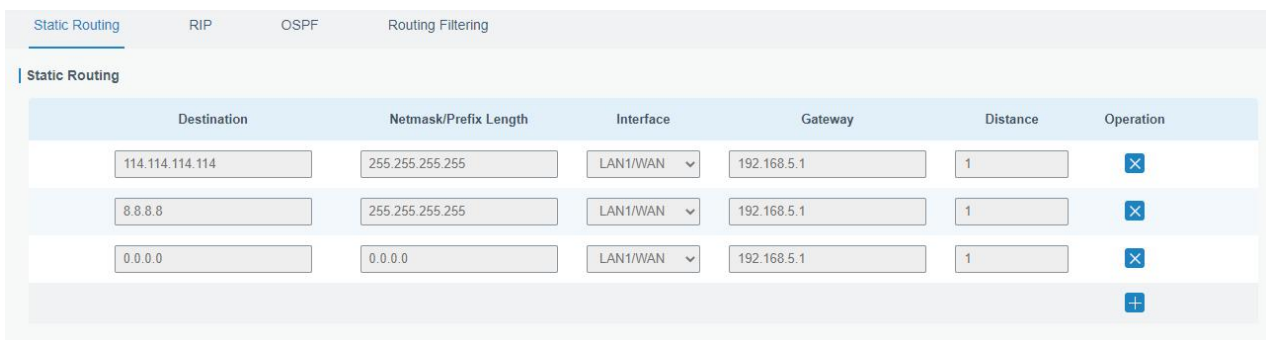 Static Routing RIP OSPF Routing Filtering
Static Routing
Destination Netmask/Prefix Length Interface Gateway Distance Operation
114.114.114.114 255.255.255.255 LAN1/WAN 192.168.5.1 1
8.8.8.8 255.255.255.255 LAN1/WAN 192.168.5.1 1
0.0.0.0 0.0.0.0 LAN1/WAN 192.168.5.1 1